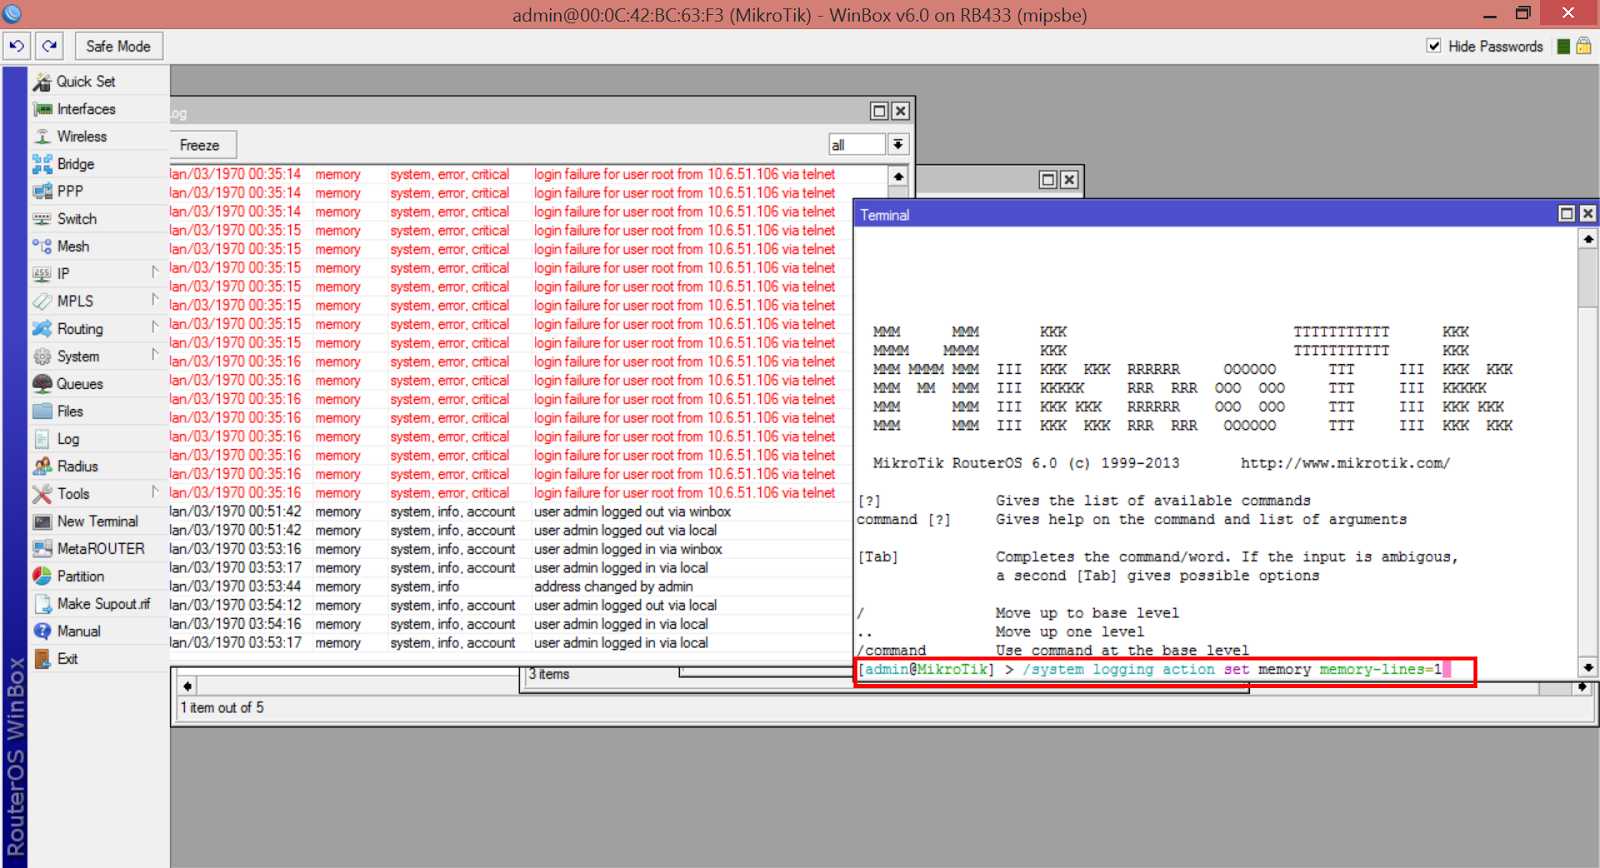 admin@00:0C:42:BC:63:F3 (MikroTik) - WinBox v6.0 on RB433 (mipsbe)
Safe Mode
Hide Passwords
Quick Set
Interfaces
Wireless
Bridge
PPP
Switch
Mesh
IP
MPLS
Routing
System
Queues
Files
Log
Radius
Tools
New Terminal
MetaROUTER
Partition
Make Supout.rif
Manual
Exit
RouterOS WinBox
og
Freeze
all
Jan/03/1970 00:35:14 memory system, error, critical login failure for user root from 10.6.51.106 via telnet
Jan/03/1970 00:35:14 memory system, error, critical login failure for user root from 10.6.51.106 via telnet
Jan/03/1970 00:35:14 memory system, error, critical login failure for user root from 10.6.51.106 via telnet
Jan/03/1970 00:35:15 memory system, error, critical login failure for user root from 10.6.51.106 via telnet
Jan/03/1970 00:35:15 memory system, error, critical login failure for user root from 10.6.51.106 via telnet
Jan/03/1970 00:35:15 memory system, error, critical login failure for user root from 10.6.51.106 via telnet
Jan/03/1970 00:35:15 memory system, error, critical login failure for user root from 10.6.51.106 via telnet
Jan/03/1970 00:35:15 memory system, error, critical login failure for user root from 10.6.51.106 via telnet
Jan/03/1970 00:35:15 memory system, error, critical login failure for user root from 10.6.51.106 via telnet
Jan/03/1970 00:35:15 memory system, error, critical login failure for user root from 10.6.51.106 via telnet
Jan/03/1970 00:35:16 memory system, error, critical login failure for user root from 10.6.51.106 via telnet
Jan/03/1970 00:35:16 memory system, error, critical login failure for user root from 10.6.51.106 via telnet
Jan/03/1970 00:35:16 memory system, error, critical login failure for user root from 10.6.51.106 via telnet
Jan/03/1970 00:35:16 memory system, error, critical login failure for user root from 10.6.51.106 via telnet
Jan/03/1970 00:35:16 memory system, error, critical login failure for user root from 10.6.51.106 via telnet
Jan/03/1970 00:35:16 memory system, error, critical login failure for user root from 10.6.51.106 via telnet
Jan/03/1970 00:35:16 memory system, error, critical login failure for user root from 10.6.51.106 via telnet
Jan/03/1970 00:35:16 memory system, error, critical login failure for user root from 10.6.51.106 via telnet
Jan/03/1970 00:51:42 memory system, info, account user admin logged out via winbox
Jan/03/1970 00:51:42 memory system, info, account user admin logged out via local
Jan/03/1970 03:53:16 memory system, info, account user admin logged in via winbox
Jan/03/1970 03:53:17 memory system, info, account user admin logged in via local
Jan/03/1970 03:53:44 memory system, info address changed by admin
Jan/03/1970 03:54:12 memory system, info, account user admin logged out via local
Jan/03/1970 03:54:16 memory system, info, account user admin logged in via local
Jan/03/1970 03:53:17 memory system, info, account user admin logged in via local
3 items
1 item out of 5
Terminal
MMM MMM KKK TTTTTTTTTTT KKK
MMMM MMMM KKK TTTTTTTTTTT KKK
MMM MMMM MMM III KKK KKK RRRRRR OOOOOO TTT III KKK KKK
MMM MM MMM III KKKKK RRR RRR OOO OOO TTT III KKKKK
MMM MMM III KKK KKK RRRRRR OOO OOO TTT III KKK KKK
MMM MMM III KKK KKK RRR RRR OOOOOO TTT III KKK KKK
MikroTik RouterOS 6.0 (c) 1999-2013 http://www.mikrotik.com/
[?] Gives the list of available commands
command [?] Gives help on the command and list of arguments
[Tab] Completes the command/word. If the input is ambigous,
a second [Tab] gives possible options
/ Move up to base level
.. Move up one level
/command Use command at the base level
[admin@MikroTik] > /system logging action set memory memory-lines=1